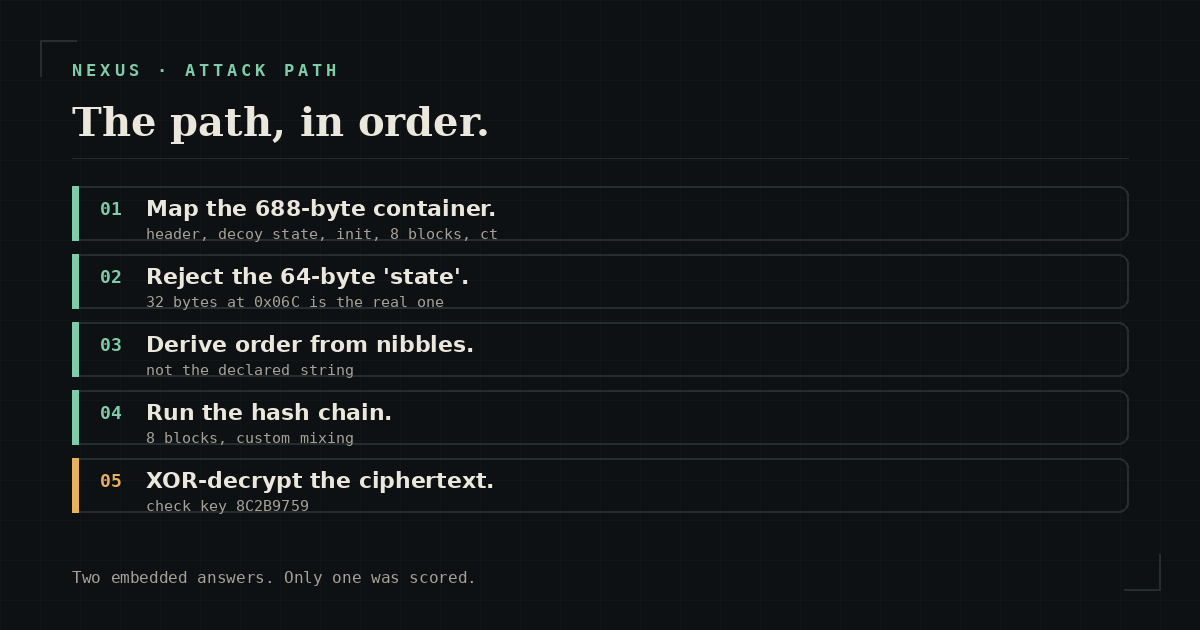 NEXUS · ATTACK PATH
The path, in order.
01 Map the 688-byte container.
header, decoy state, init, 8 blocks, ct
02 Reject the 64-byte 'state'.
32 bytes at 0x06C is the real one
03 Derive order from nibbles.
not the declared string
04 Run the hash chain.
8 blocks, custom mixing
05 XOR-decrypt the ciphertext.
check key 8C2B9759
Two embedded answers. Only one was scored.